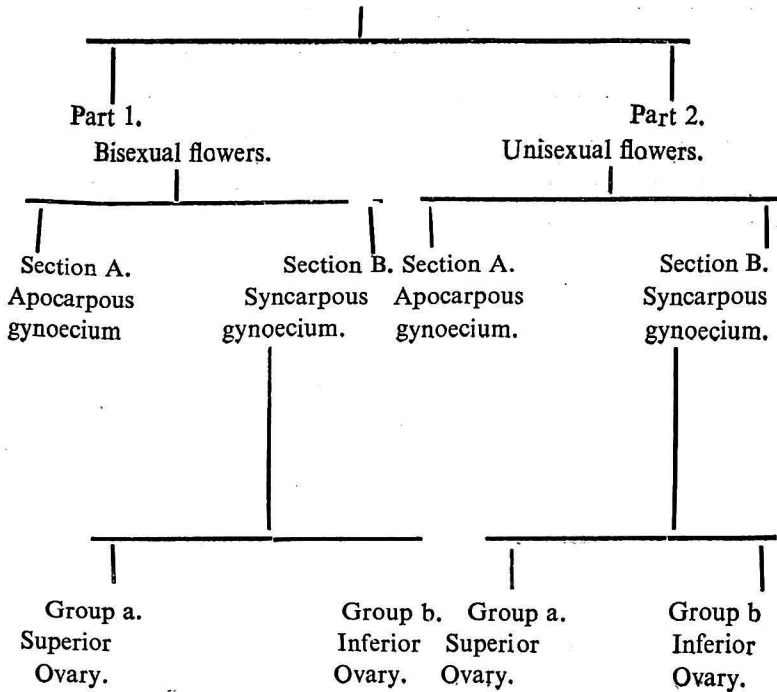 Part 1.
Bisexual flowers.
Part 2.
Unisexual flowers.
Section A.
Apocarpous
gynoecium
Section B.
Syncarpous
gynoecium.
Section A.
Apocarpous
gynoecium.
Section B.
Syncarpous
gynoecium.
Group a.
Superior
Ovary.
Group b.
Inferior
Ovary.
Group a.
Superior
Ovary.
Group b
Inferior
Ovary.